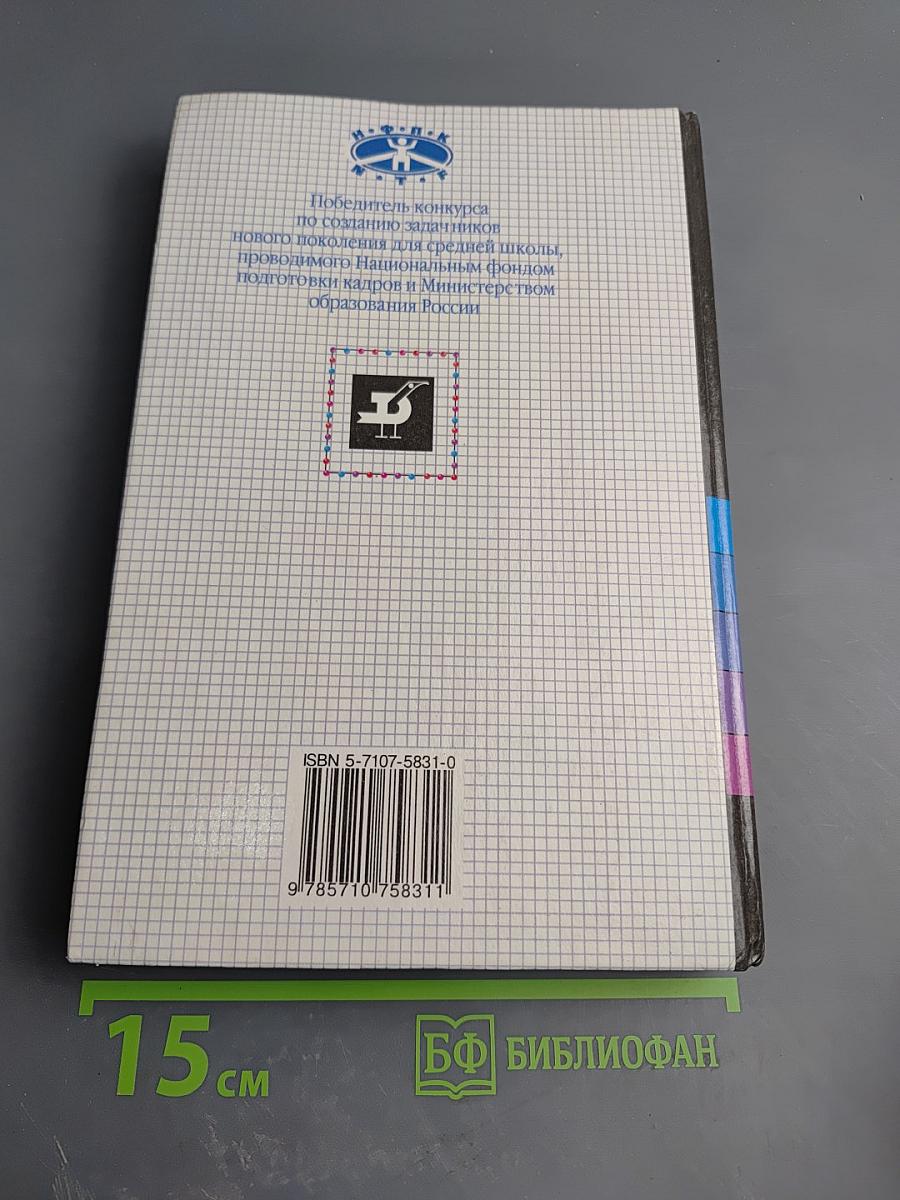 Н·Ф·П·К
N·T·F
Победитель конкурса
по созданию задачников
нового поколения для средней школы,
проводимого Национальным фондом
подготовки кадров и Министерством
образования России
ISBN 5-7107-5831-0
9 785710 758311
15 см
БФ БИБЛИОФАН